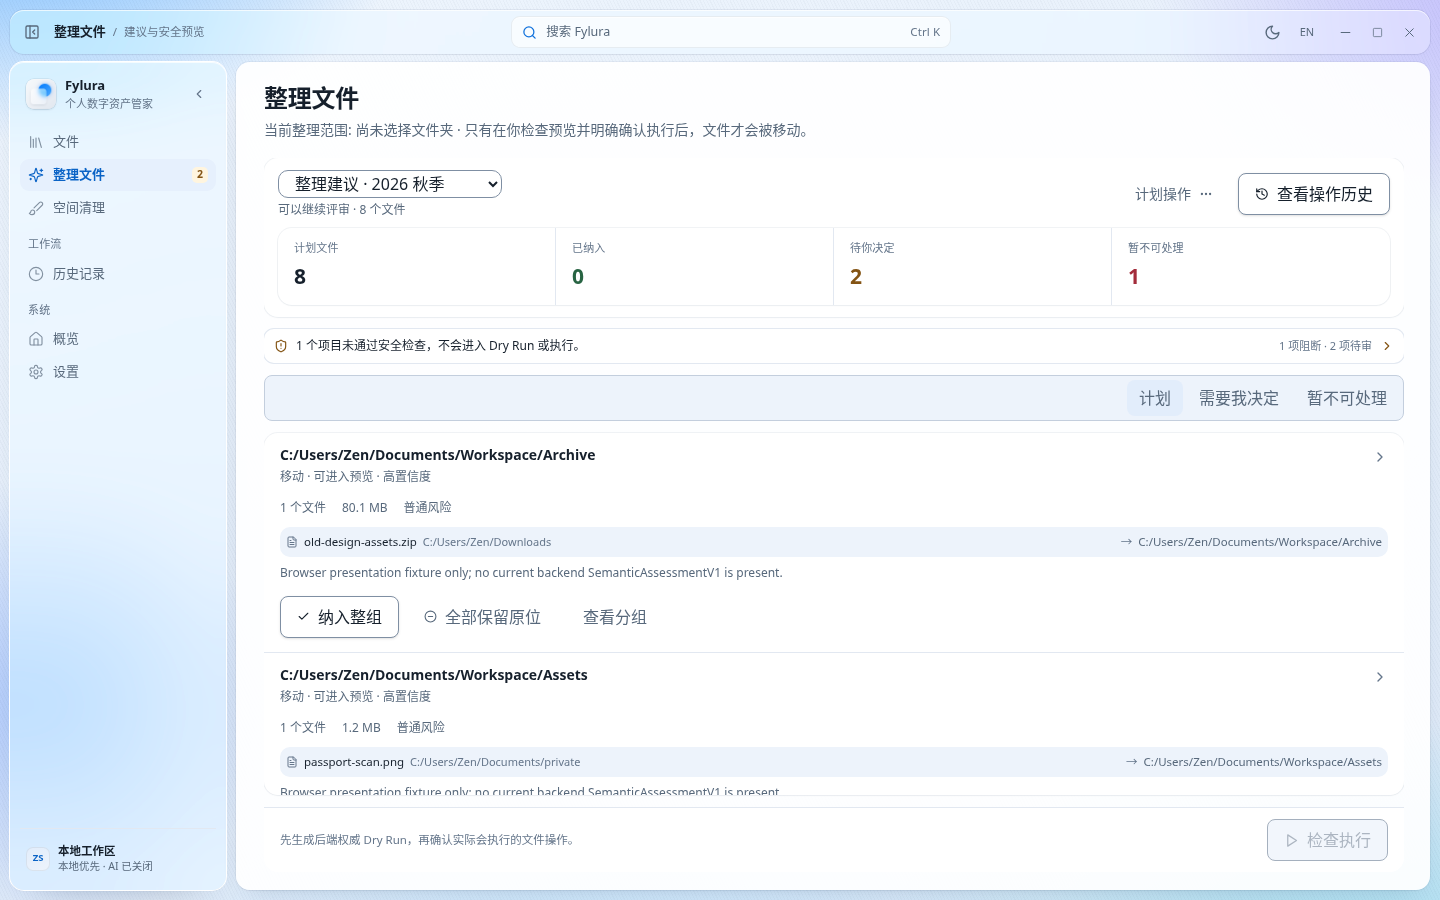 整理文件 / 建议与安全预览
搜索 Fylura
Ctrl K
EN
Fylura
个人数字资产管家
文件
整理文件 2
空间清理
工作流
历史记录
系统
概览
设置
ZS
本地工作区
本地优先 · AI 已关闭
整理文件
当前整理范围: 尚未选择文件夹 · 只有在你检查预览并明确确认执行后，文件才会被移动。
整理建议 · 2026 秋季
可以继续评审 · 8 个文件
计划操作 ···
查看操作历史
计划文件
8
已纳入
0
待你决定
2
暂不可处理
1
1 个项目未通过安全检查，不会进入 Dry Run 或执行。
1 项阻断 · 2 项待审
计划 需要我决定 暂不可处理
C:/Users/Zen/Documents/Workspace/Archive
移动 · 可进入预览 · 高置信度
1 个文件 80.1 MB 普通风险
old-design-assets.zip C:/Users/Zen/Downloads → C:/Users/Zen/Documents/Workspace/Archive
Browser presentation fixture only; no current backend SemanticAssessmentV1 is present.
纳入整组 全部保留原位 查看分组
C:/Users/Zen/Documents/Workspace/Assets
移动 · 可进入预览 · 高置信度
1 个文件 1.2 MB 普通风险
passport-scan.png C:/Users/Zen/Documents/private → C:/Users/Zen/Documents/Workspace/Assets
Browser presentation fixture only; no current backend SemanticAssessmentV1 is present.
先生成后端权威 Dry Run，再确认实际会执行的文件操作。
检查执行